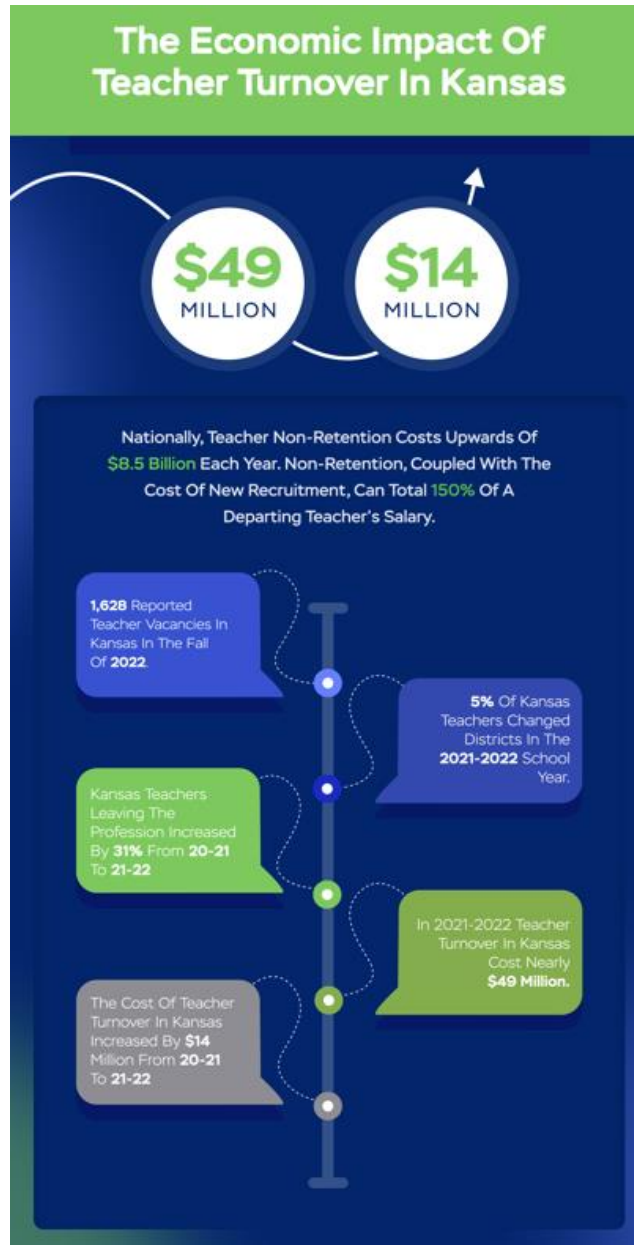 The Economic Impact Of
Teacher Turnover In Kansas
$49
MILLION
$14
MILLION
Nationally, Teacher Non-Retention Costs Upwards Of
$8.5 Billion Each Year. Non-Retention, Coupled With The
Cost Of New Recruitment, Can Total 150% Of A
Departing Teacher's Salary.
1,628 Reported
Teacher Vacancies In
Kansas In The Fall
Of 2022.
5% Of Kansas
Teachers Changed
Districts In The
2021-2022 School
Year.
Kansas Teachers
Leaving The
Profession Increased
By 31% From 20-21
To 21-22
In 2021-2022 Teacher
Turnover In Kansas
Cost Nearly
$49 Million.
The Cost Of Teacher
Turnover In Kansas
Increased By $14
Million From 20-21
To 21-22